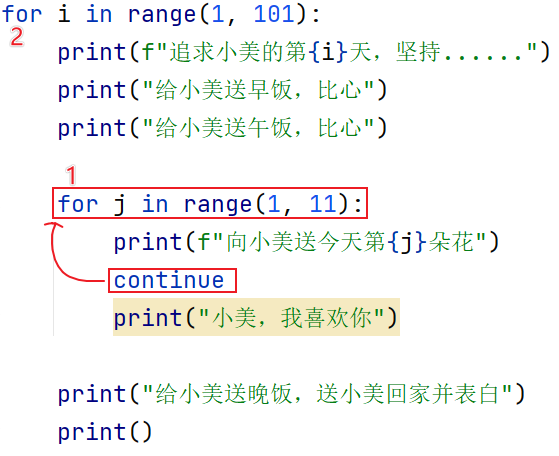 for i in range(1, 101):
2
    print(f"追求小美的第{i}天，坚持......")
    print("给小美送早饭，比心")
    print("给小美送午饭，比心")
1
    for j in range(1, 11):
        print(f"向小美送今天第{j}朵花")
        continue
        print("小美，我喜欢你")
    print("给小美送晚饭，送小美回家并表白")
    print()